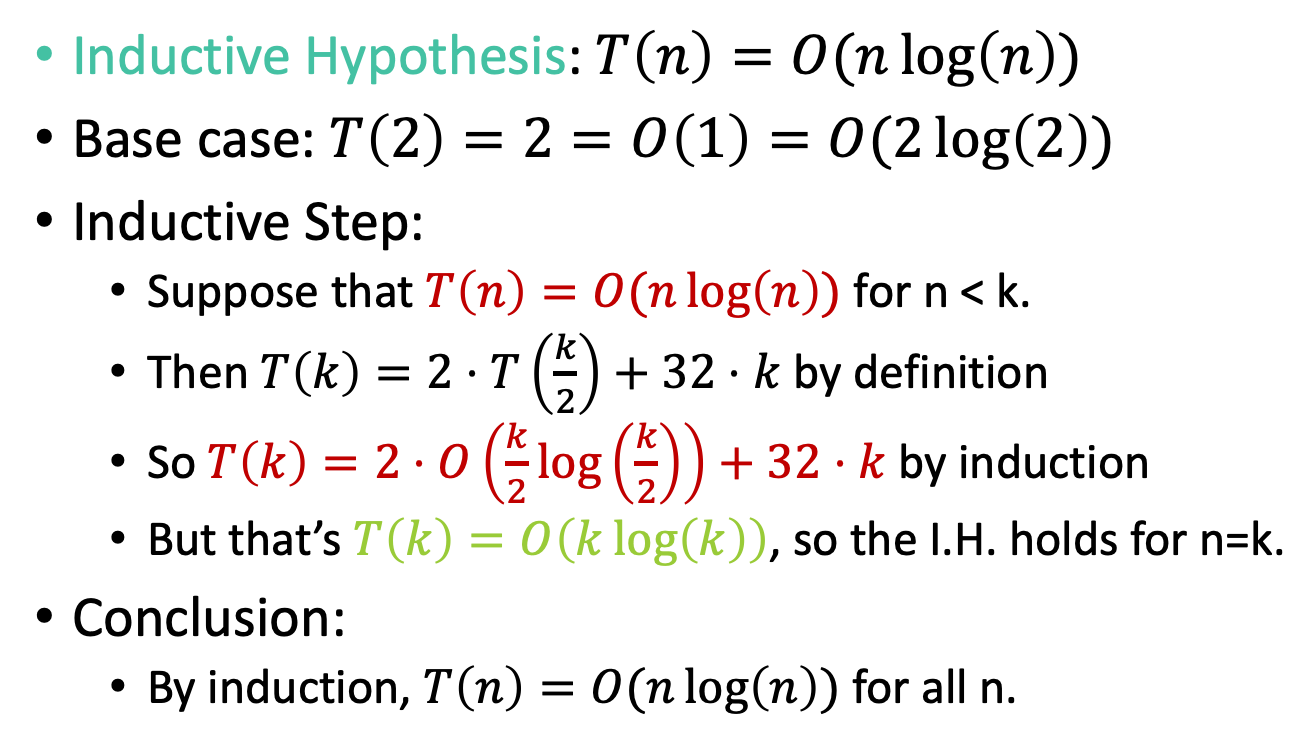 • Inductive Hypothesis: T(n) = O(n log(n))
• Base case: T(2) = 2 = O(1) = O(2 log(2))
• Inductive Step:
• Suppose that T(n) = O(n log(n)) for n < k.
• Then T(k) = 2 · T(k/2) + 32 · k by definition
• So T(k) = 2 · O(k/2 log(k/2)) + 32 · k by induction
• But that’s T(k) = O(k log(k)), so the I.H. holds for n=k.
• Conclusion:
• By induction, T(n) = O(n log(n)) for all n.